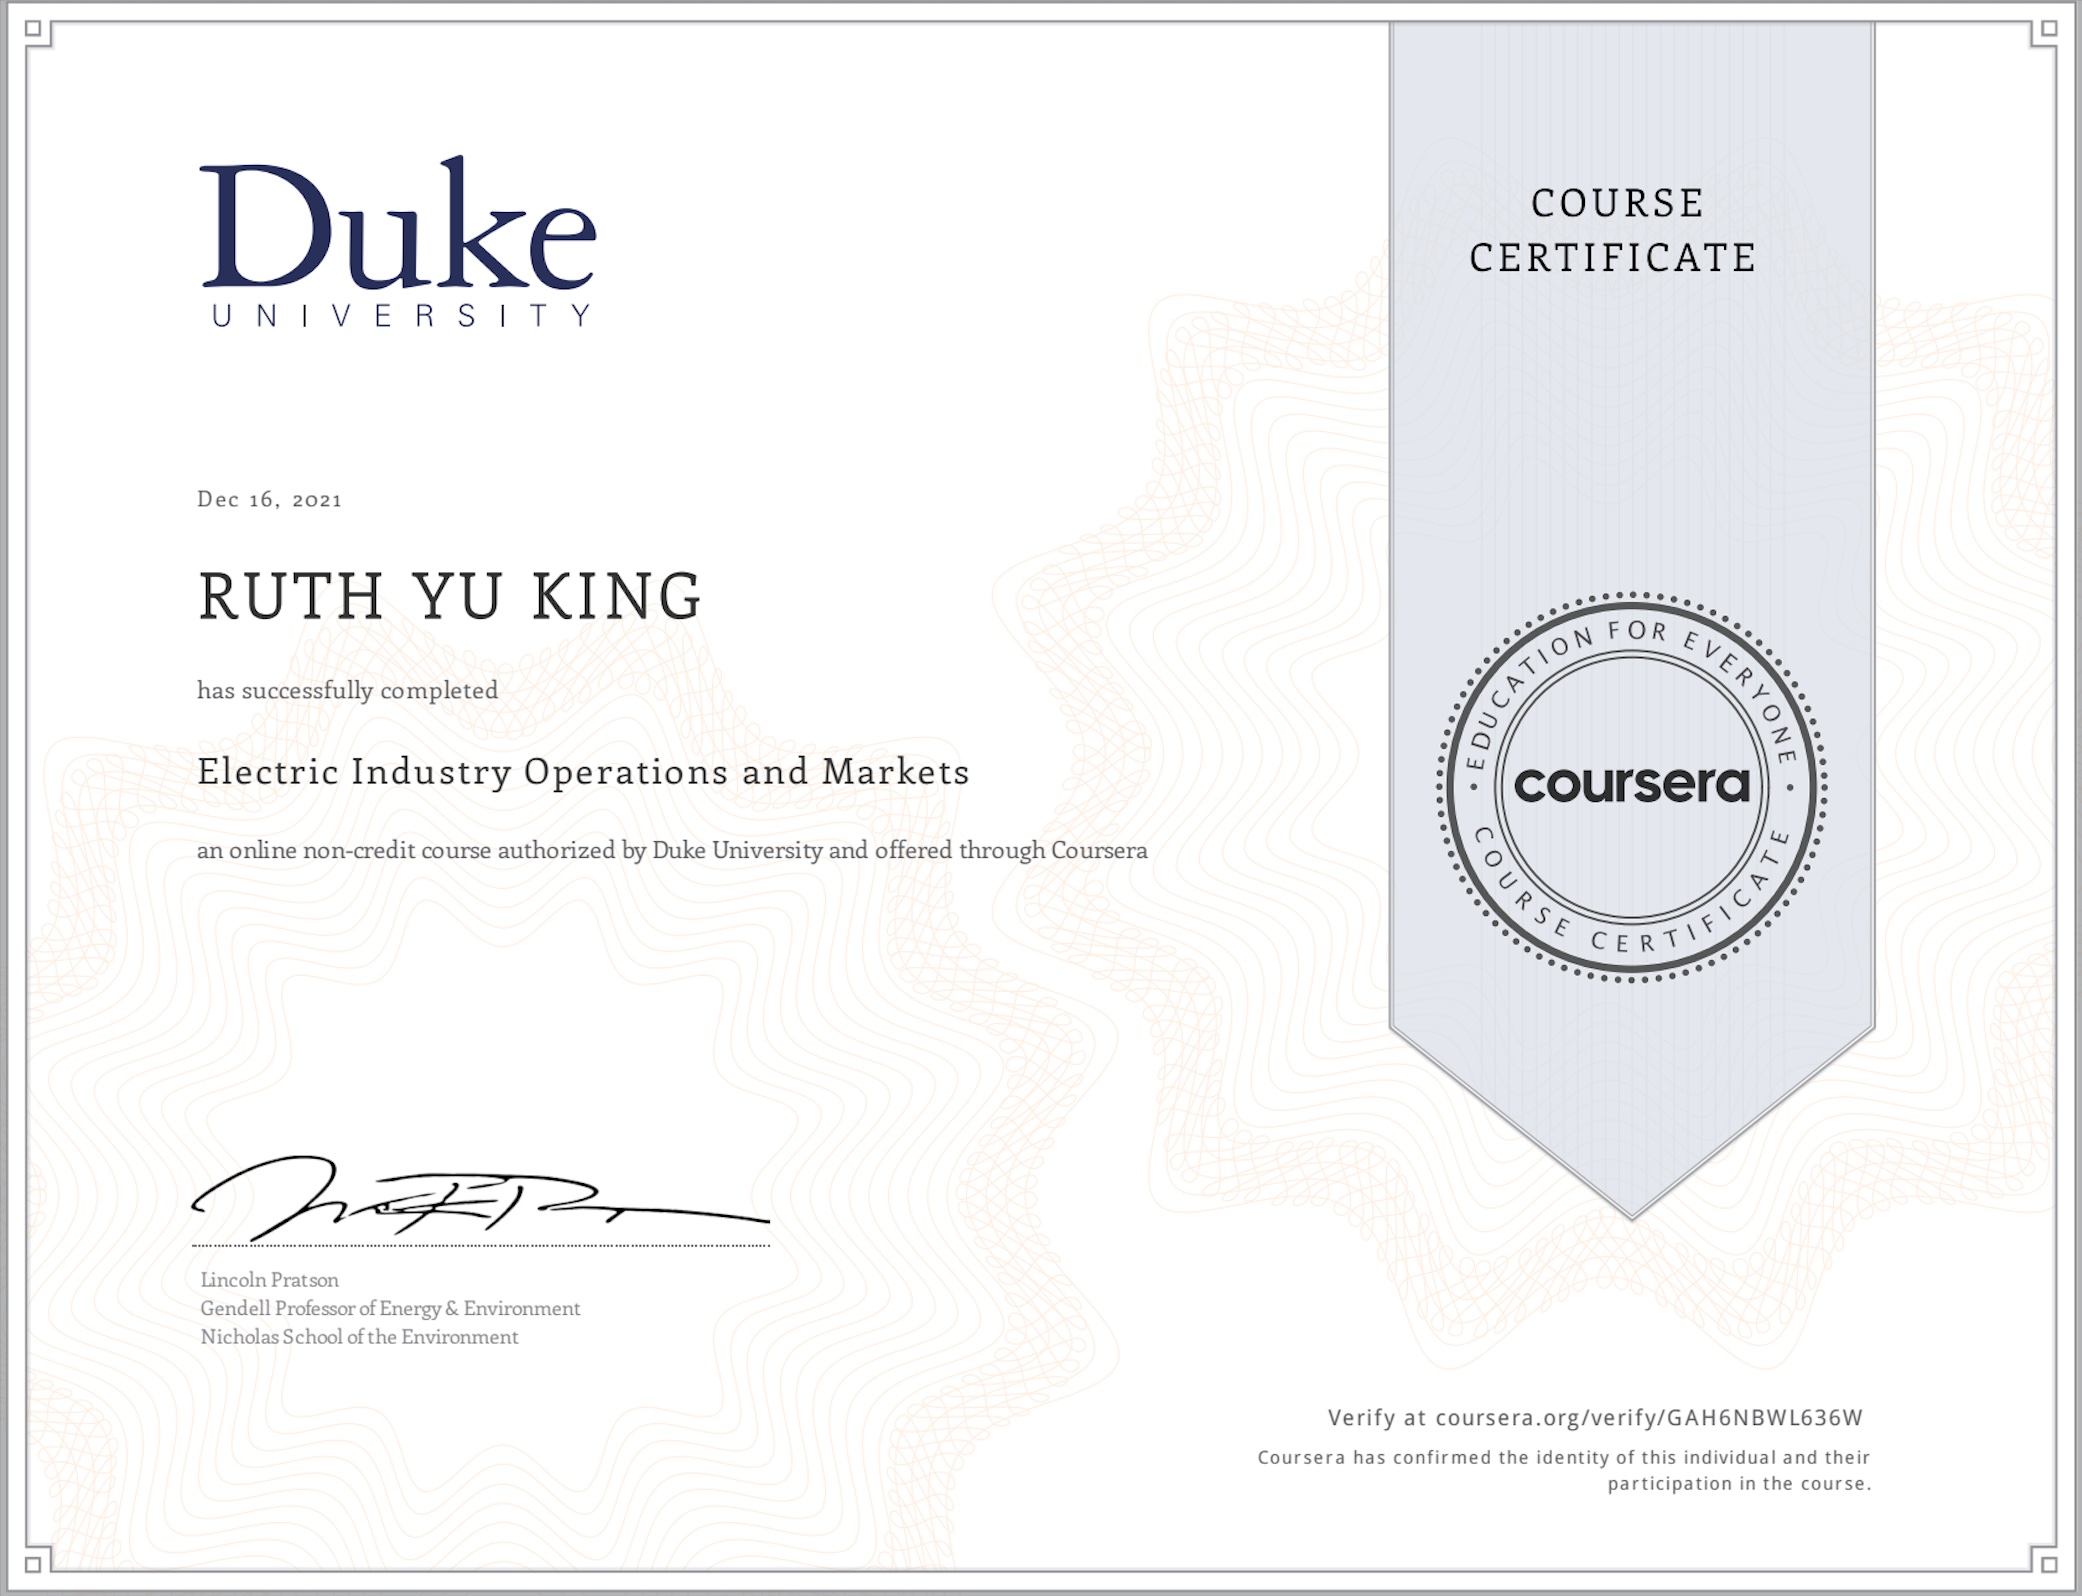 Duke
UNIVERSITY
COURSE
CERTIFICATE
Dec 16, 2021
RUTH YU KING
has successfully completed
Electric Industry Operations and Markets
an online non-credit course authorized by Duke University and offered through Coursera
EDUCATION FOR EVERYONE
coursera
COURSE CERTIFICATE
Lincoln Pratson
Gendell Professor of Energy & Environment
Nicholas School of the Environment
Verify at coursera.org/verify/GAH6NBWL636W
Coursera has confirmed the identity of this individual and their
participation in the course.